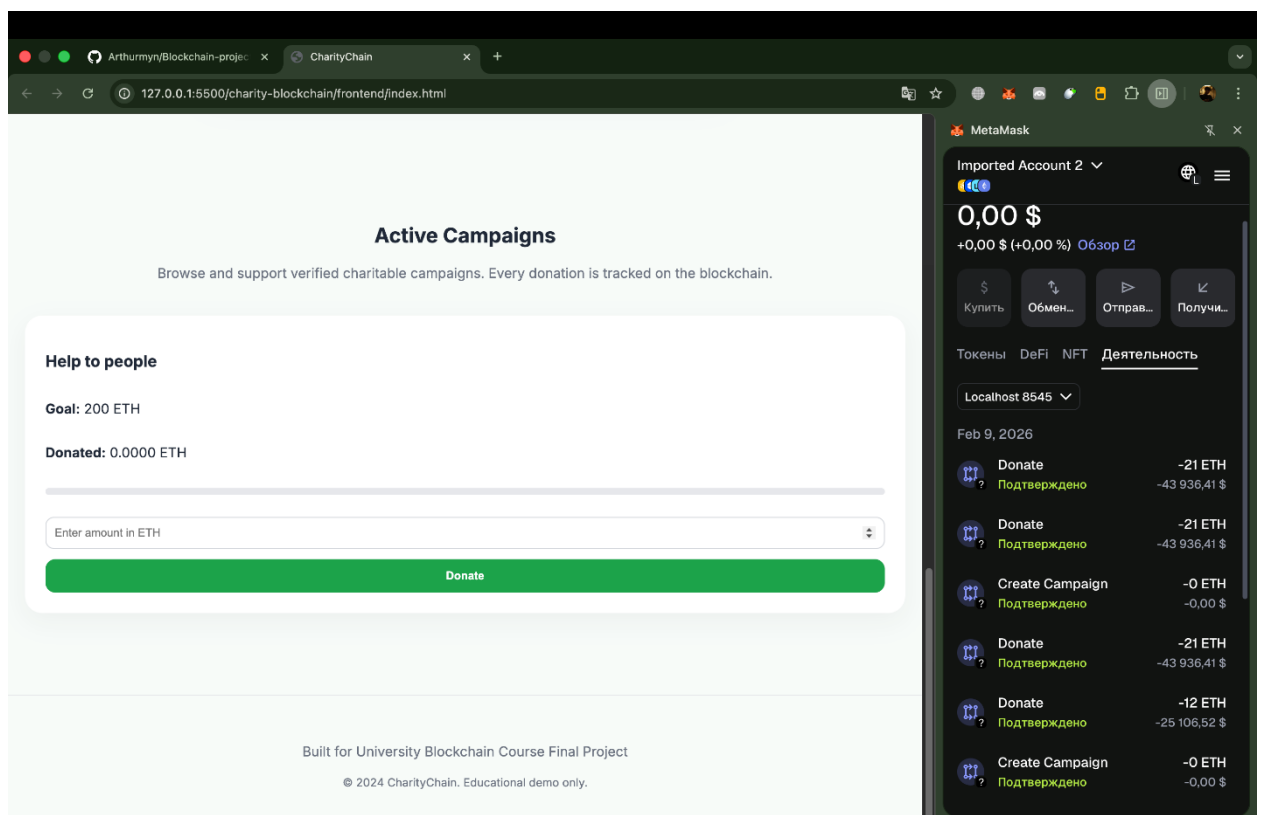 Arthurmyn/Blockchain-projec
CharityChain
127.0.0.1:5500/charity-blockchain/frontend/index.html
Active Campaigns
Browse and support verified charitable campaigns. Every donation is tracked on the blockchain.
Help to people
Goal: 200 ETH
Donated: 0.0000 ETH
Enter amount in ETH
Donate
Built for University Blockchain Course Final Project
© 2024 CharityChain. Educational demo only.
MetaMask
Imported Account 2
L
0,00 $
+0,00 $ (+0,00 %) Обзор
$
Купить Обмен... Отправ... Получи...
Токены DeFi NFT Деятельность
Localhost 8545
Feb 9, 2026
Donate -21 ETH
? Подтверждено -43 936,41 $
Donate -21 ETH
? Подтверждено -43 936,41 $
Create Campaign -0 ETH
? Подтверждено -0,00 $
Donate -21 ETH
? Подтверждено -43 936,41 $
Donate -12 ETH
? Подтверждено -25 106,52 $
Create Campaign -0 ETH
? Подтверждено -0,00 $